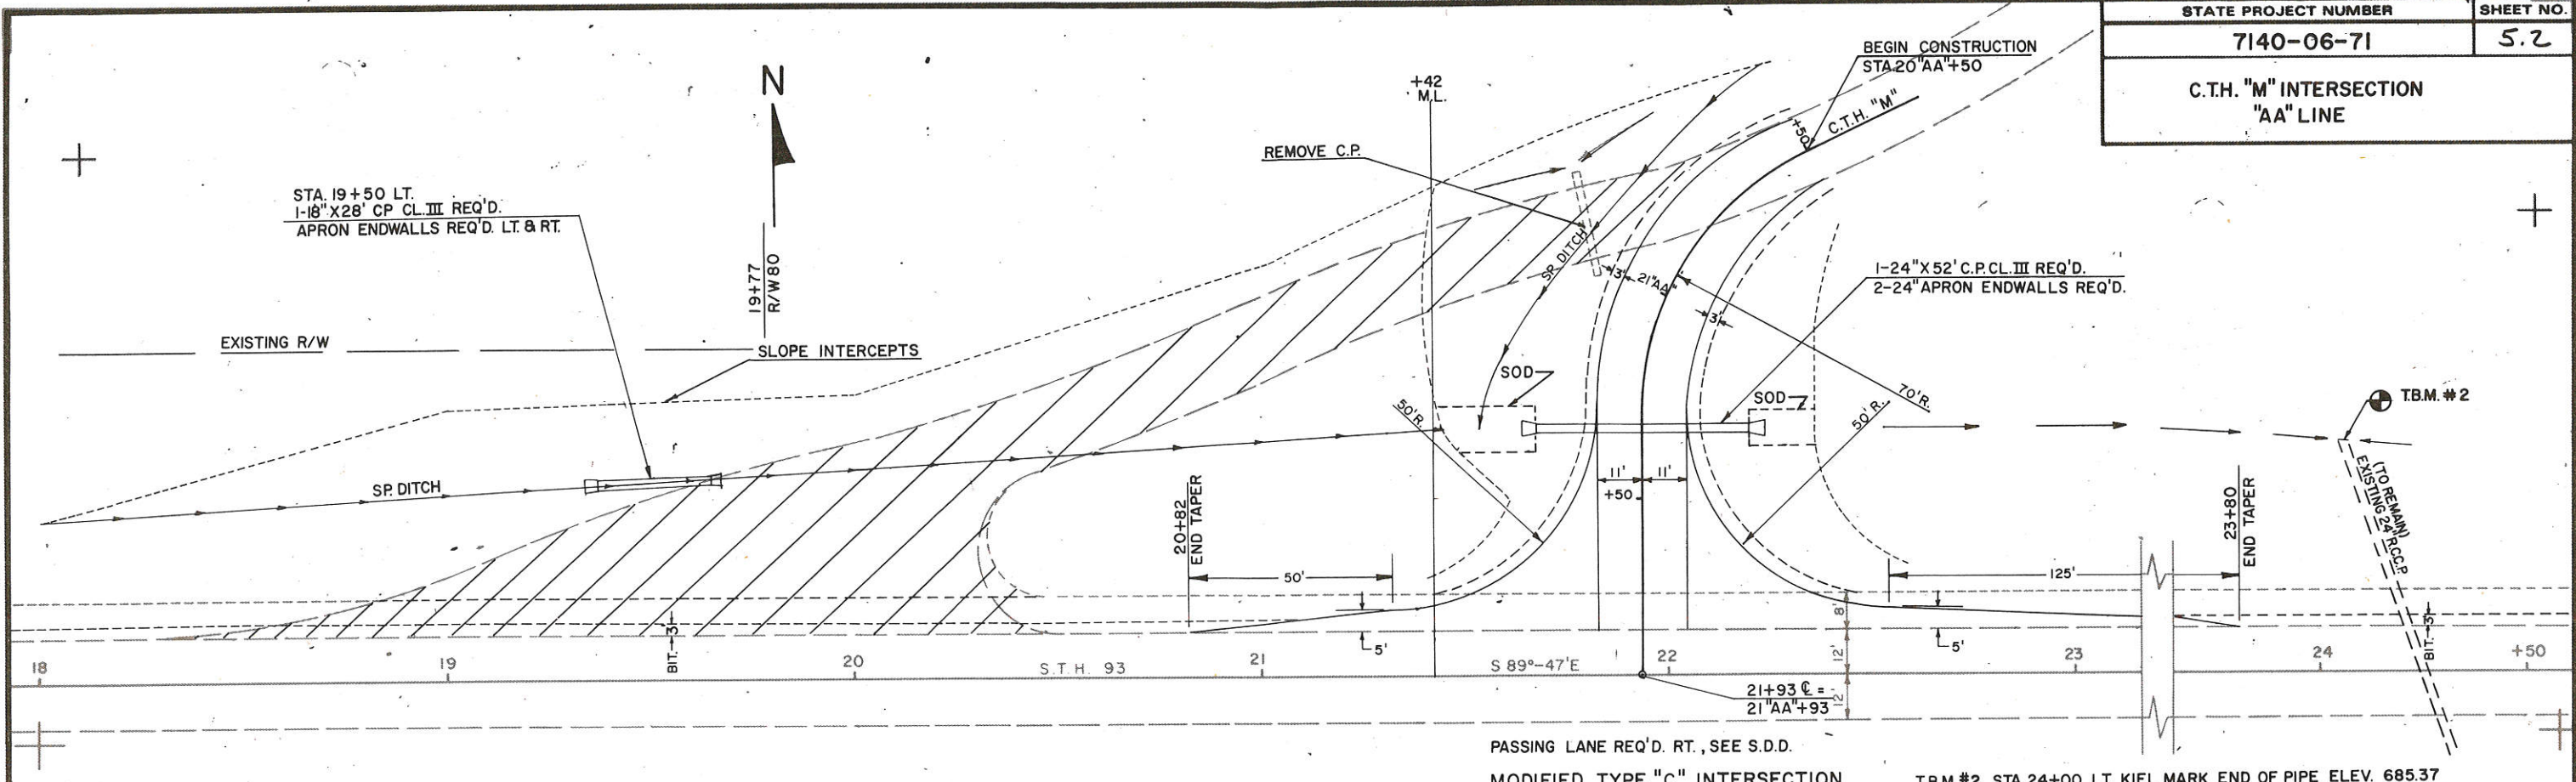 STATE PROJECT NUMBER
SHEET NO.
7140-06-71
5.2
C.T.H. "M" INTERSECTION
"AA" LINE
BEGIN CONSTRUCTION
STA.20"AA"+50
+42
M.L.
N
+50
C.T.H. "M"
REMOVE C.P.
STA. 19+50 LT.
1-18"X28' CP CL.III REQ'D.
APRON ENDWALLS REQ'D. LT. & RT.
19+77
R/W80
SP. DITCH
3'
21"AA"
1-24"X52' C.P.CL.III REQ'D.
2-24"APRON ENDWALLS REQ'D.
3'
EXISTING R/W
SLOPE INTERCEPTS
SOD
SOD
70'R.
50'R.
50'R.
T.B.M. #2
SP. DITCH
11'
11'
+50
20+82
END TAPER
23+80
END TAPER
(TO REMAIN)
EXISTING 24" R.C.C.P.
50'
125'
8'
BIT.
3'
5'
5'
12'
BIT.
3'
18
19
20
S.T.H. 93
21
S 89°-47'E
22
23
24
+50
21+93 ℄ =
21"AA"+93
12'
PASSING LANE REQ'D. RT., SEE S.D.D.
MODIFIED TYPE "C" INTERSECTION
T.B.M.#2 STA.24+00 LT. KIEL MARK END OF PIPE ELEV. 685.37